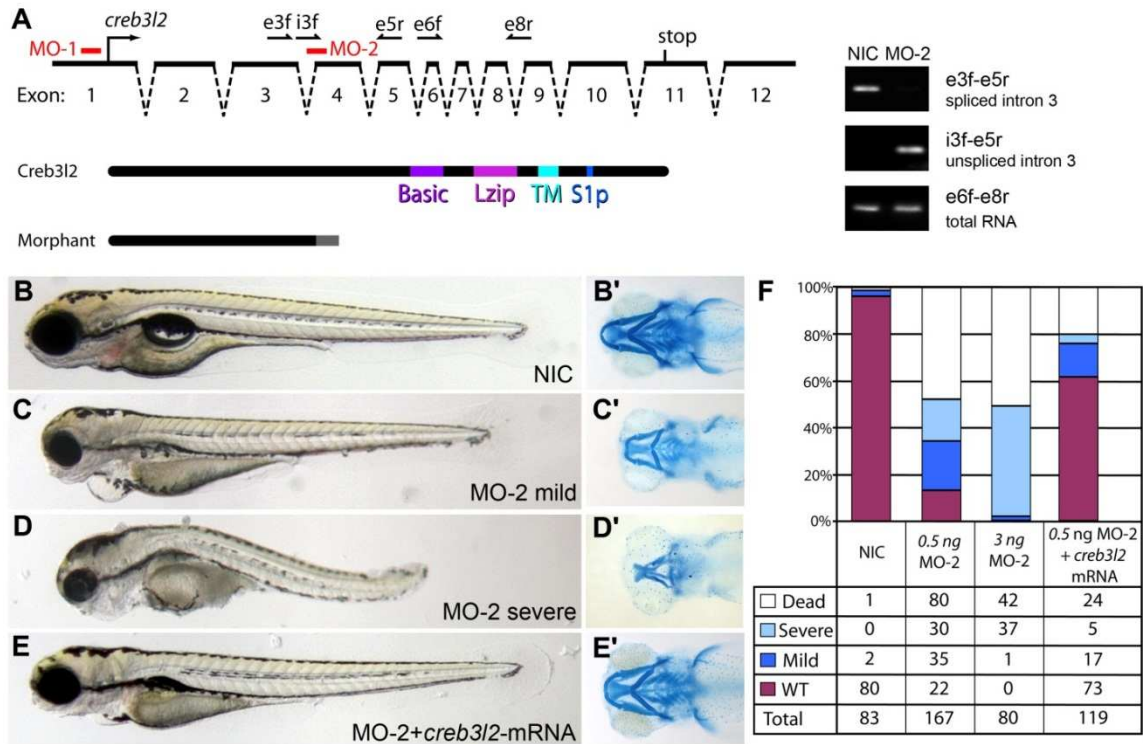 A
creb3l2
e3f i3f
e5r
e6f
e8r
stop
MO-1
MO-2
Exon: 1 2 3 4 5 6 7 8 9 10 11 12
Creb3l2
Basic
Lzip
TM
S1p
Morphant
NIC MO-2
e3f-e5r
spliced intron 3
i3f-e5r
unspliced intron 3
e6f-e8r
total RNA
B
NIC
B'
C
MO-2 mild
C'
D
MO-2 severe
D'
E
MO-2+creb3l2-mRNA
E'
F
100%
80%
60%
40%
20%
0%
NIC
0.5 ng
MO-2
3 ng
MO-2
0.5 ng MO-2
+ creb3l2
mRNA
Dead 1 80 42 24
Severe 0 30 37 5
Mild 2 35 1 17
WT 80 22 0 73
Total 83 167 80 119